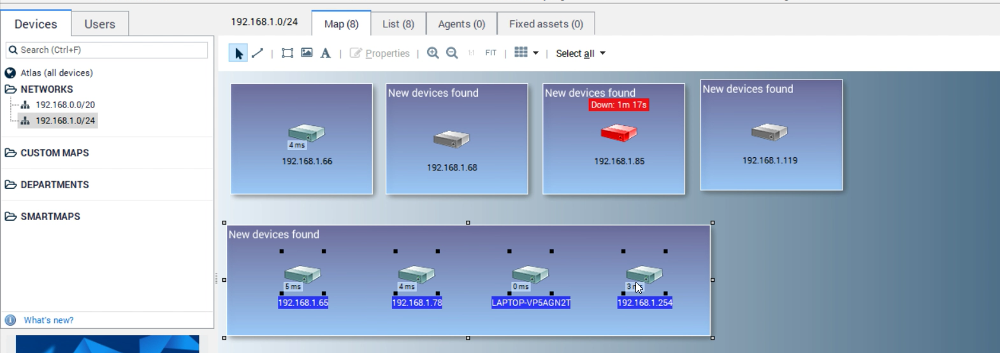 Devices
Users
Search (Ctrl+F)
Atlas (all devices)
NETWORKS
192.168.0.0/20
192.168.1.0/24
CUSTOM MAPS
DEPARTMENTS
SMARTMAPS
What's new?
192.168.1.0/24
Map (8)
List (8)
Agents (0)
Fixed assets (0)
A
Properties
1:1
FIT
Select all
4 ms
192.168.1.66
New devices found
192.168.1.68
New devices found
Down: 1m 17s
192.168.1.85
New devices found
192.168.1.119
New devices found
5 ms
192.168.1.65
4 ms
192.168.1.78
0 ms
LAPTOP-VP5AGN2T
3
192.168.1.254